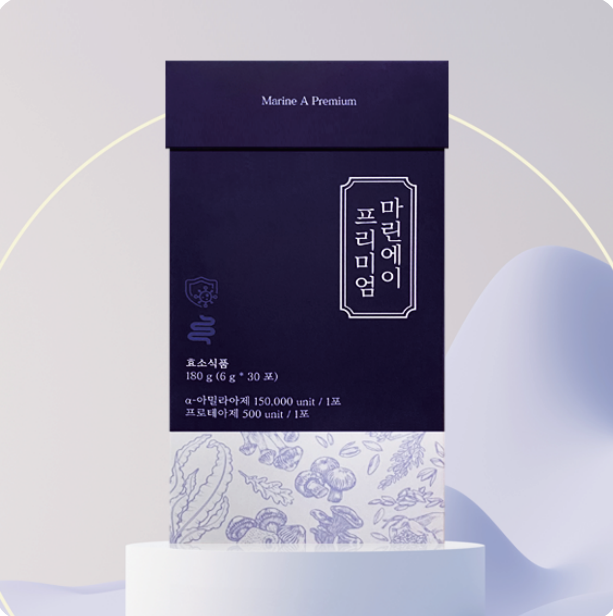 Marine A Premium
마린에이
프리미엄
효소식품
180 g (6 g * 30 포)
α-아밀라아제 150,000 unit / 1포
프로테아제 500 unit / 1포